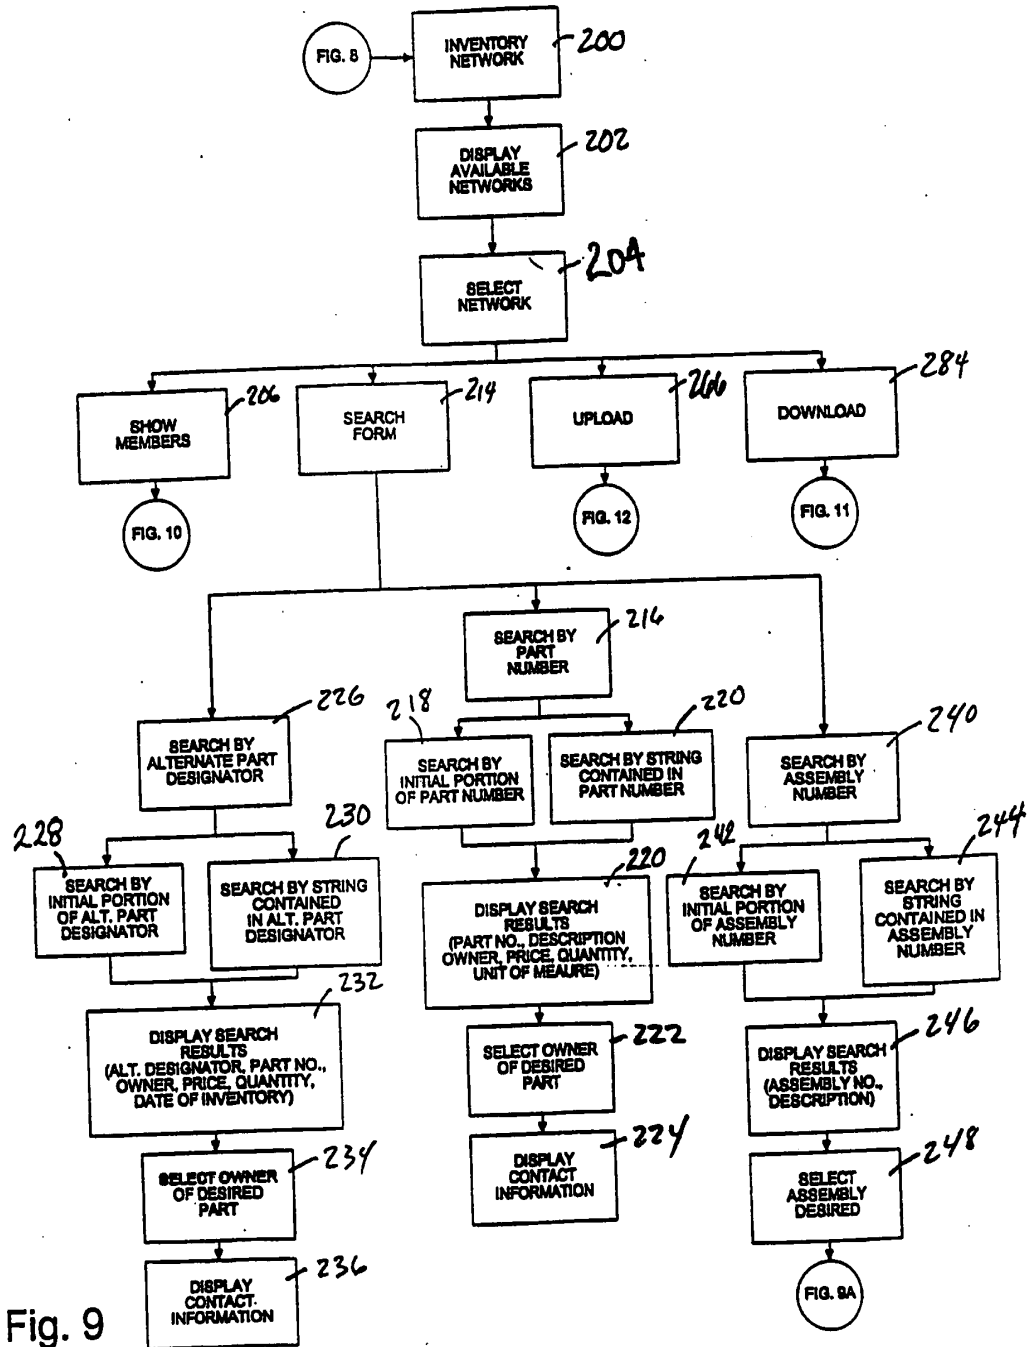 FIG. 8
INVENTORY
NETWORK
200
DISPLAY
AVAILABLE
NETWORKS
202
SELECT
NETWORK
204
SHOW
MEMBERS
206
SEARCH
FORM
214
UPLOAD
266
DOWNLOAD
284
FIG. 10
FIG. 12
FIG. 11
SEARCH BY
PART
NUMBER
216
SEARCH BY
ALTERNATE PART
DESIGNATOR
226
SEARCH BY
INITIAL PORTION
OF PART NUMBER
218
SEARCH BY STRING
CONTAINED IN
PART NUMBER
220
SEARCH BY
ASSEMBLY
NUMBER
240
SEARCH BY
INITIAL PORTION
OF ALT. PART
DESIGNATOR
228
SEARCH BY STRING
CONTAINED
IN ALT. PART
DESIGNATOR
230
DISPLAY SEARCH
RESULTS
(PART NO., DESCRIPTION
OWNER, PRICE, QUANTITY,
UNIT OF MEAURE)
220
SEARCH BY
INITIAL PORTION
OF ASSEMBLY
NUMBER
242
SEARCH BY
STRING
CONTAINED IN
ASSEMBLY
NUMBER
244
DISPLAY SEARCH
RESULTS
(ALT. DESIGNATOR, PART NO.,
OWNER, PRICE, QUANTITY,
DATE OF INVENTORY)
232
SELECT OWNER
OF DESIRED
PART
222
DISPLAY SEARCH
RESULTS
(ASSEMBLY NO.,
DESCRIPTION)
246
SELECT OWNER
OF DESIRED
PART
234
DISPLAY
CONTACT
INFORMATION
224
SELECT
ASSEMBLY
DESIRED
248
DISPLAY
CONTACT
INFORMATION
236
FIG. 9A
Fig. 9